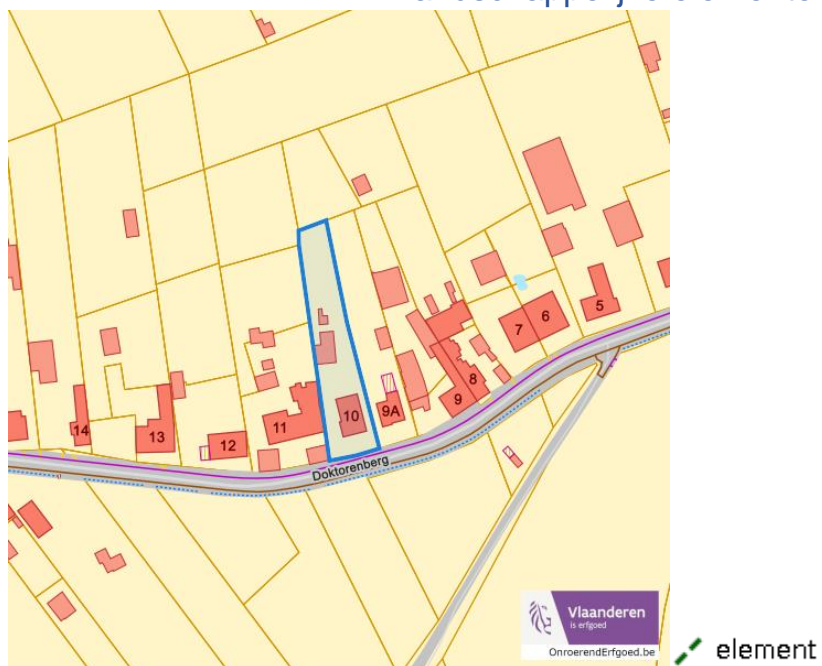 5
6
7
8
9
9A
10
11
12
13
14
Doktorenberg
Vlaanderen
is erfgoed
OnroerendErfgoed.be
element